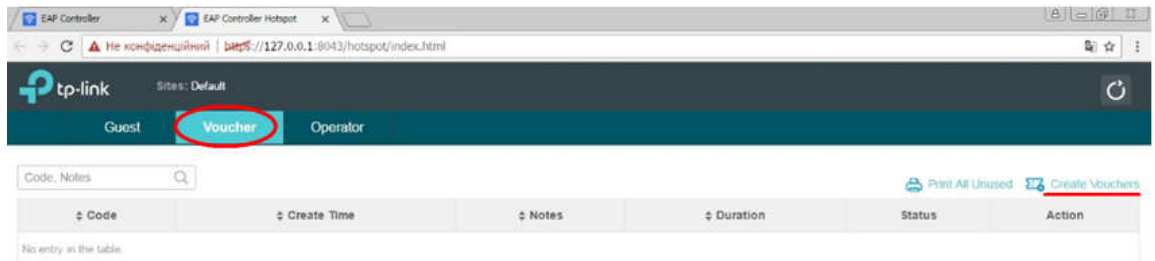 EAP Controller EAP Controller Hotspot
Не конфіденційний | https://127.0.0.1:8043/hotspot/index.html
tp-link Sites: Default
Guest Voucher Operator
Code, Notes Print All Unused Create Vouchers
Code Create Time Notes Duration Status Action
No entry in the table.